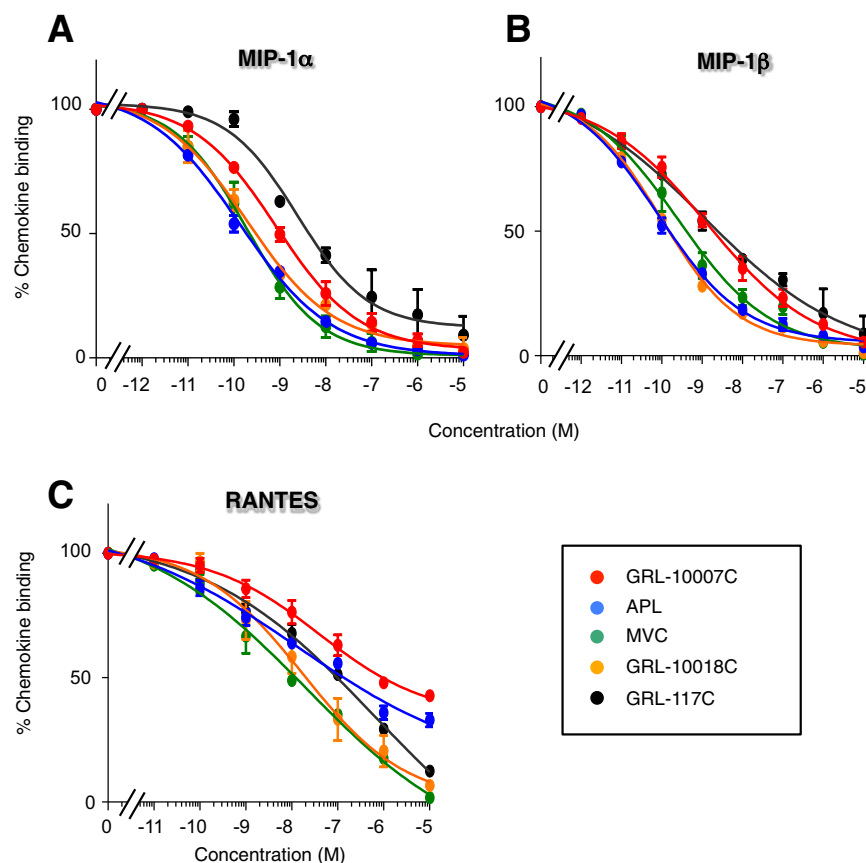 A
MIP-1α
% Chemokine binding
100
50
0
0 -12 -11 -10 -9 -8 -7 -6 -5
B
MIP-1β
100
50
0
0 -12 -11 -10 -9 -8 -7 -6 -5
Concentration (M)
C
RANTES
% Chemokine binding
100
50
0
0 -11 -10 -9 -8 -7 -6 -5
Concentration (M)
GRL-10007C
APL
MVC
GRL-10018C
GRL-117C